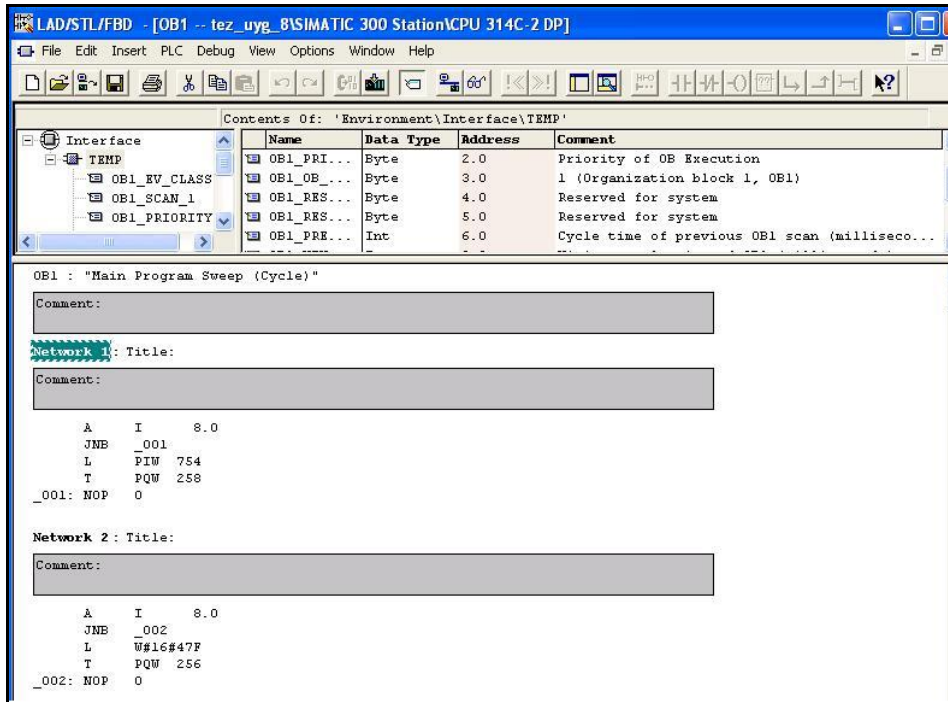 LAD/STL/FBD - [OB1 -- tez_uyg_8\SIMATIC 300 Station\CPU 314C-2 DP]
File Edit Insert PLC Debug View Options Window Help
Contents Of: 'Environment\Interface\TEMP'
Interface
TEMP
OB1_EV_CLASS
OB1_SCAN_1
OB1_PRIORITY
Name Data Type Address Comment
OB1_PRI... Byte 2.0 Priority of OB Execution
OB1_OB_... Byte 3.0 1 (Organization block 1, OB1)
OB1_RES... Byte 4.0 Reserved for system
OB1_RES... Byte 5.0 Reserved for system
OB1_PRE... Int 6.0 Cycle time of previous OB1 scan (milliseco...
OB1 : "Main Program Sweep (Cycle)"
Comment:
Network 1: Title:
Comment:
A I 8.0
JNB _001
L PIW 754
T PQW 258
_001: NOP 0
Network 2 : Title:
Comment:
A I 8.0
JNB _002
L W#16#47F
T PQW 256
_002: NOP 0